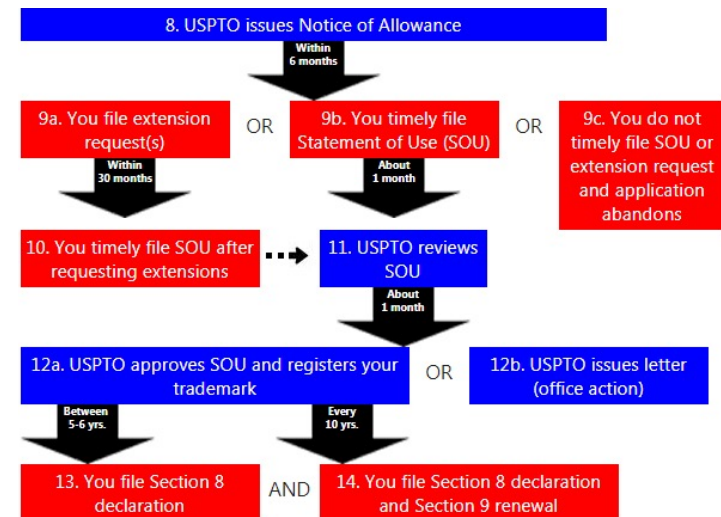 8. USPTO issues Notice of Allowance
Within
6 months
9a. You file extension
request(s)
OR
9b. You timely file
Statement of Use (SOU)
OR
9c. You do not
timely file SOU or
extension request
and application
abandons
Within
30 months
About
1 month
10. You timely file SOU after
requesting extensions
11. USPTO reviews
SOU
About
1 month
12a. USPTO approves SOU and registers your
trademark
OR
12b. USPTO issues letter
(office action)
Between
5-6 yrs.
Every
10 yrs.
13. You file Section 8
declaration
AND
14. You file Section 8 declaration
and Section 9 renewal